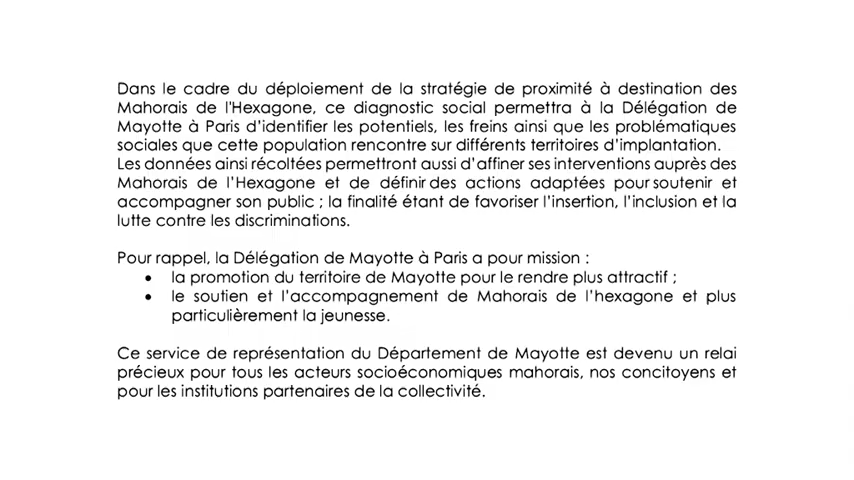 Dans le cadre du déploiement de la stratégie de proximité à destination des
Mahorais de l'Hexagone, ce diagnostic social permettra à la Délégation de
Mayotte à Paris d'identifier les potentiels, les freins ainsi que les problématiques
sociales que cette population rencontre sur différents territoires d'implantation.
Les données ainsi récoltées permettront aussi d'affiner ses interventions auprès des
Mahorais de l'Hexagone et de définir des actions adaptées pour soutenir et
accompagner son public ; la finalité étant de favoriser l'insertion, l'inclusion et la
lutte contre les discriminations.
Pour rappel, la Délégation de Mayotte à Paris a pour mission :
• la promotion du territoire de Mayotte pour le rendre plus attractif ;
• le soutien et l'accompagnement de Mahorais de l'hexagone et plus
particulièrement la jeunesse.
Ce service de représentation du Département de Mayotte est devenu un relai
précieux pour tous les acteurs socioéconomiques mahorais, nos concitoyens et
pour les institutions partenaires de la collectivité.